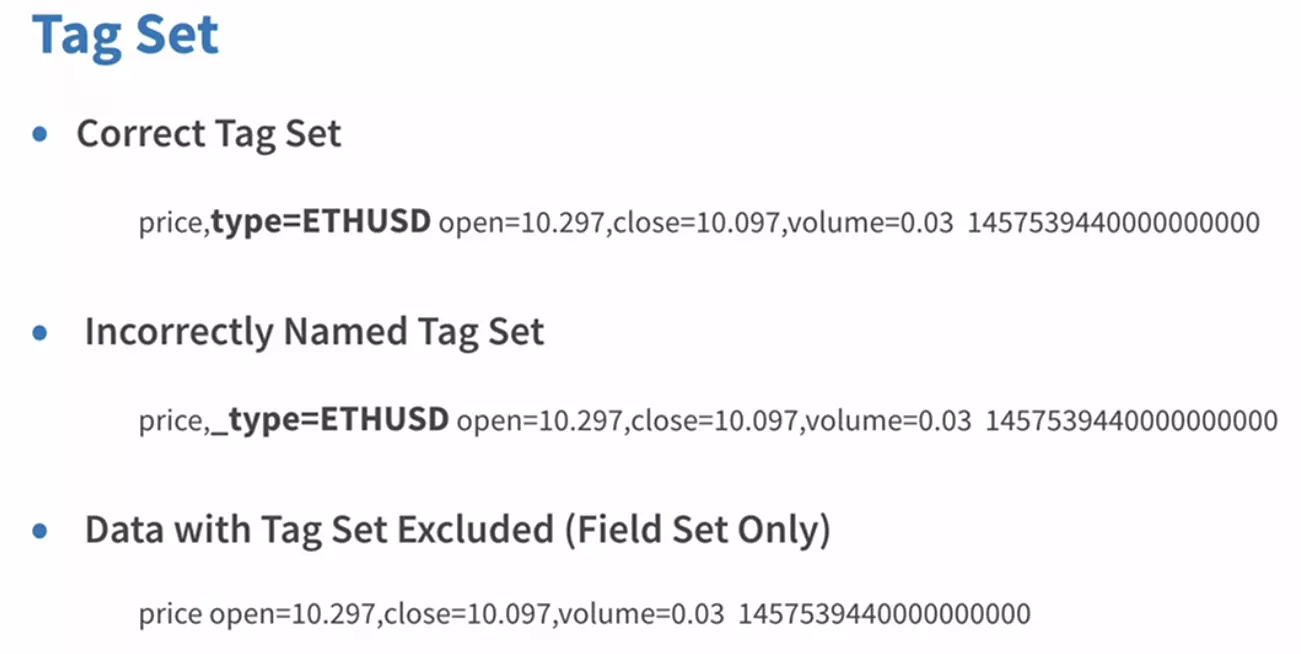 Tag Set
• Correct Tag Set
price,type=ETHUSD open=10.297,close=10.097,volume=0.03 1457539440000000000
• Incorrectly Named Tag Set
price,_type=ETHUSD open=10.297,close=10.097,volume=0.03 1457539440000000000
• Data with Tag Set Excluded (Field Set Only)
price open=10.297,close=10.097,volume=0.03 1457539440000000000